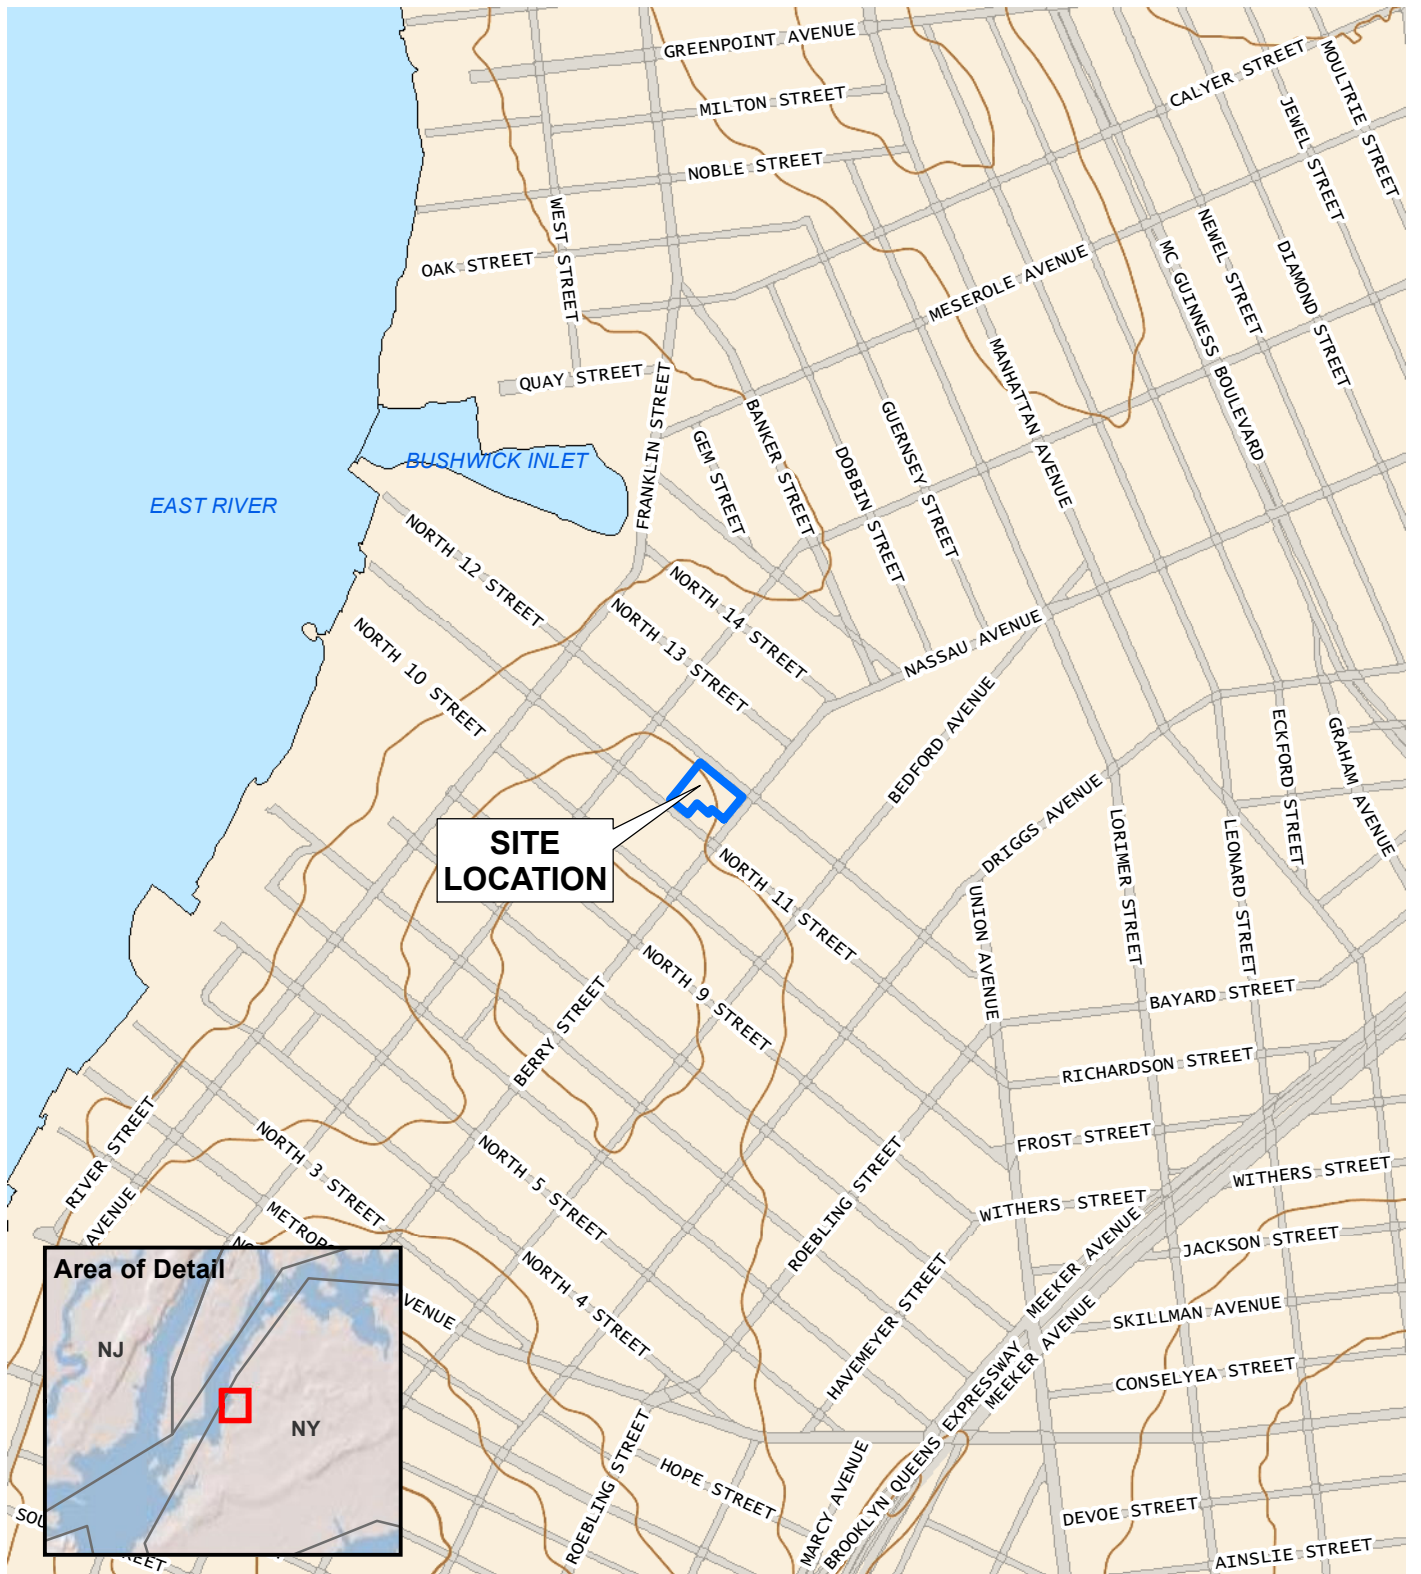 GREENPOINT AVENUE
MILTON STREET
NOBLE STREET
CALYER STREET
MOULTRIE STREET
JEWEL STREET
WEST STREET
OAK STREET
MESEROLE AVENUE
MC GUINNESS BOULEVARD
NEWEL STREET
DIAMOND STREET
QUAY STREET
FRANKLIN STREET
MANHATTAN AVENUE
BUSHWICK INLET
EAST RIVER
GEM STREET
BANKER STREET
DOBBIN STREET
GUERNSEY STREET
NORTH 12 STREET
NORTH 14 STREET
NORTH 13 STREET
NORTH 10 STREET
NASSAU AVENUE
BEDFORD AVENUE
ECKFORD STREET
GRAHAM AVENUE
DRIGGS AVENUE
LORIMER STREET
LEONARD STREET
SITE
LOCATION
NORTH 11 STREET
UNION AVENUE
NORTH 9 STREET
BERRY STREET
BAYARD STREET
RICHARDSON STREET
FROST STREET
WITHERS STREET
WITHERS STREET
RIVER STREET
AVENUE
NORTH 3 STREET
NORTH 5 STREET
ROEBLING STREET
METROP
NO
VENUE
NORTH 4 STREET
HAVEMEYER STREET
MEEKER AVENUE
MEEKER AVENUE
JACKSON STREET
SKILLMAN AVENUE
CONSELYEA STREET
BROOKLYN QUEENS EXPRESSWAY
ROEBLING STREET
HOPE STREET
MARCY AVENUE
DEVOE STREET
AINSLIE STREET
Area of Detail
NJ
NY
SOU
REET